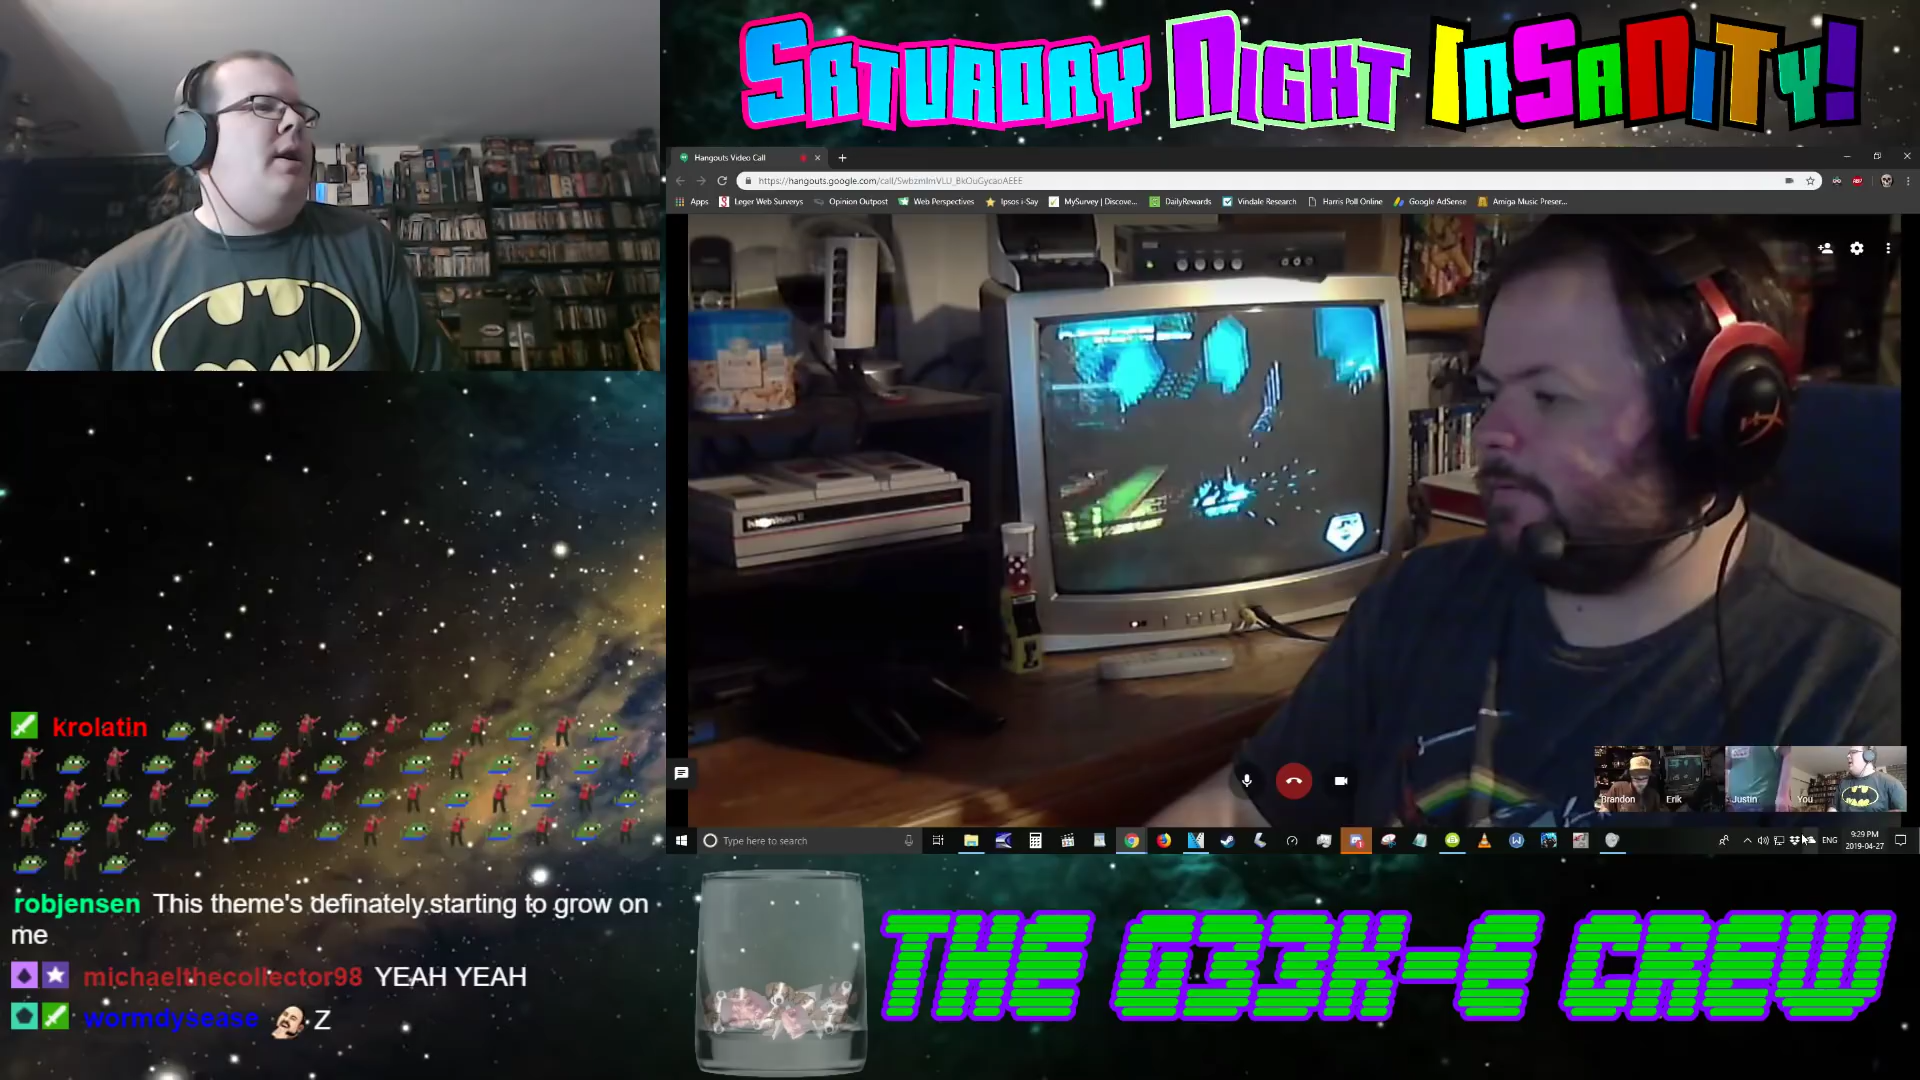 SATURDAY NIGHT INSANITY!
Hangouts Video Call
https://hangouts.google.com/call/
Apps Leger Web Surverys Opinion Outpost Web Perspectives Ipsos i-Say MySurvey | Discove... DailyRewards Vindale Research Harris Poll Online Google AdSense Amiga Music Preser...
Brandon Erik Justin You
Type here to search
ENG
9:29 PM
2019-04-27
krolatin
robjensen This theme's definately starting to grow on
me
michaelthecollector98 YEAH YEAH
wormdysease Z
THE G33K-E CREW